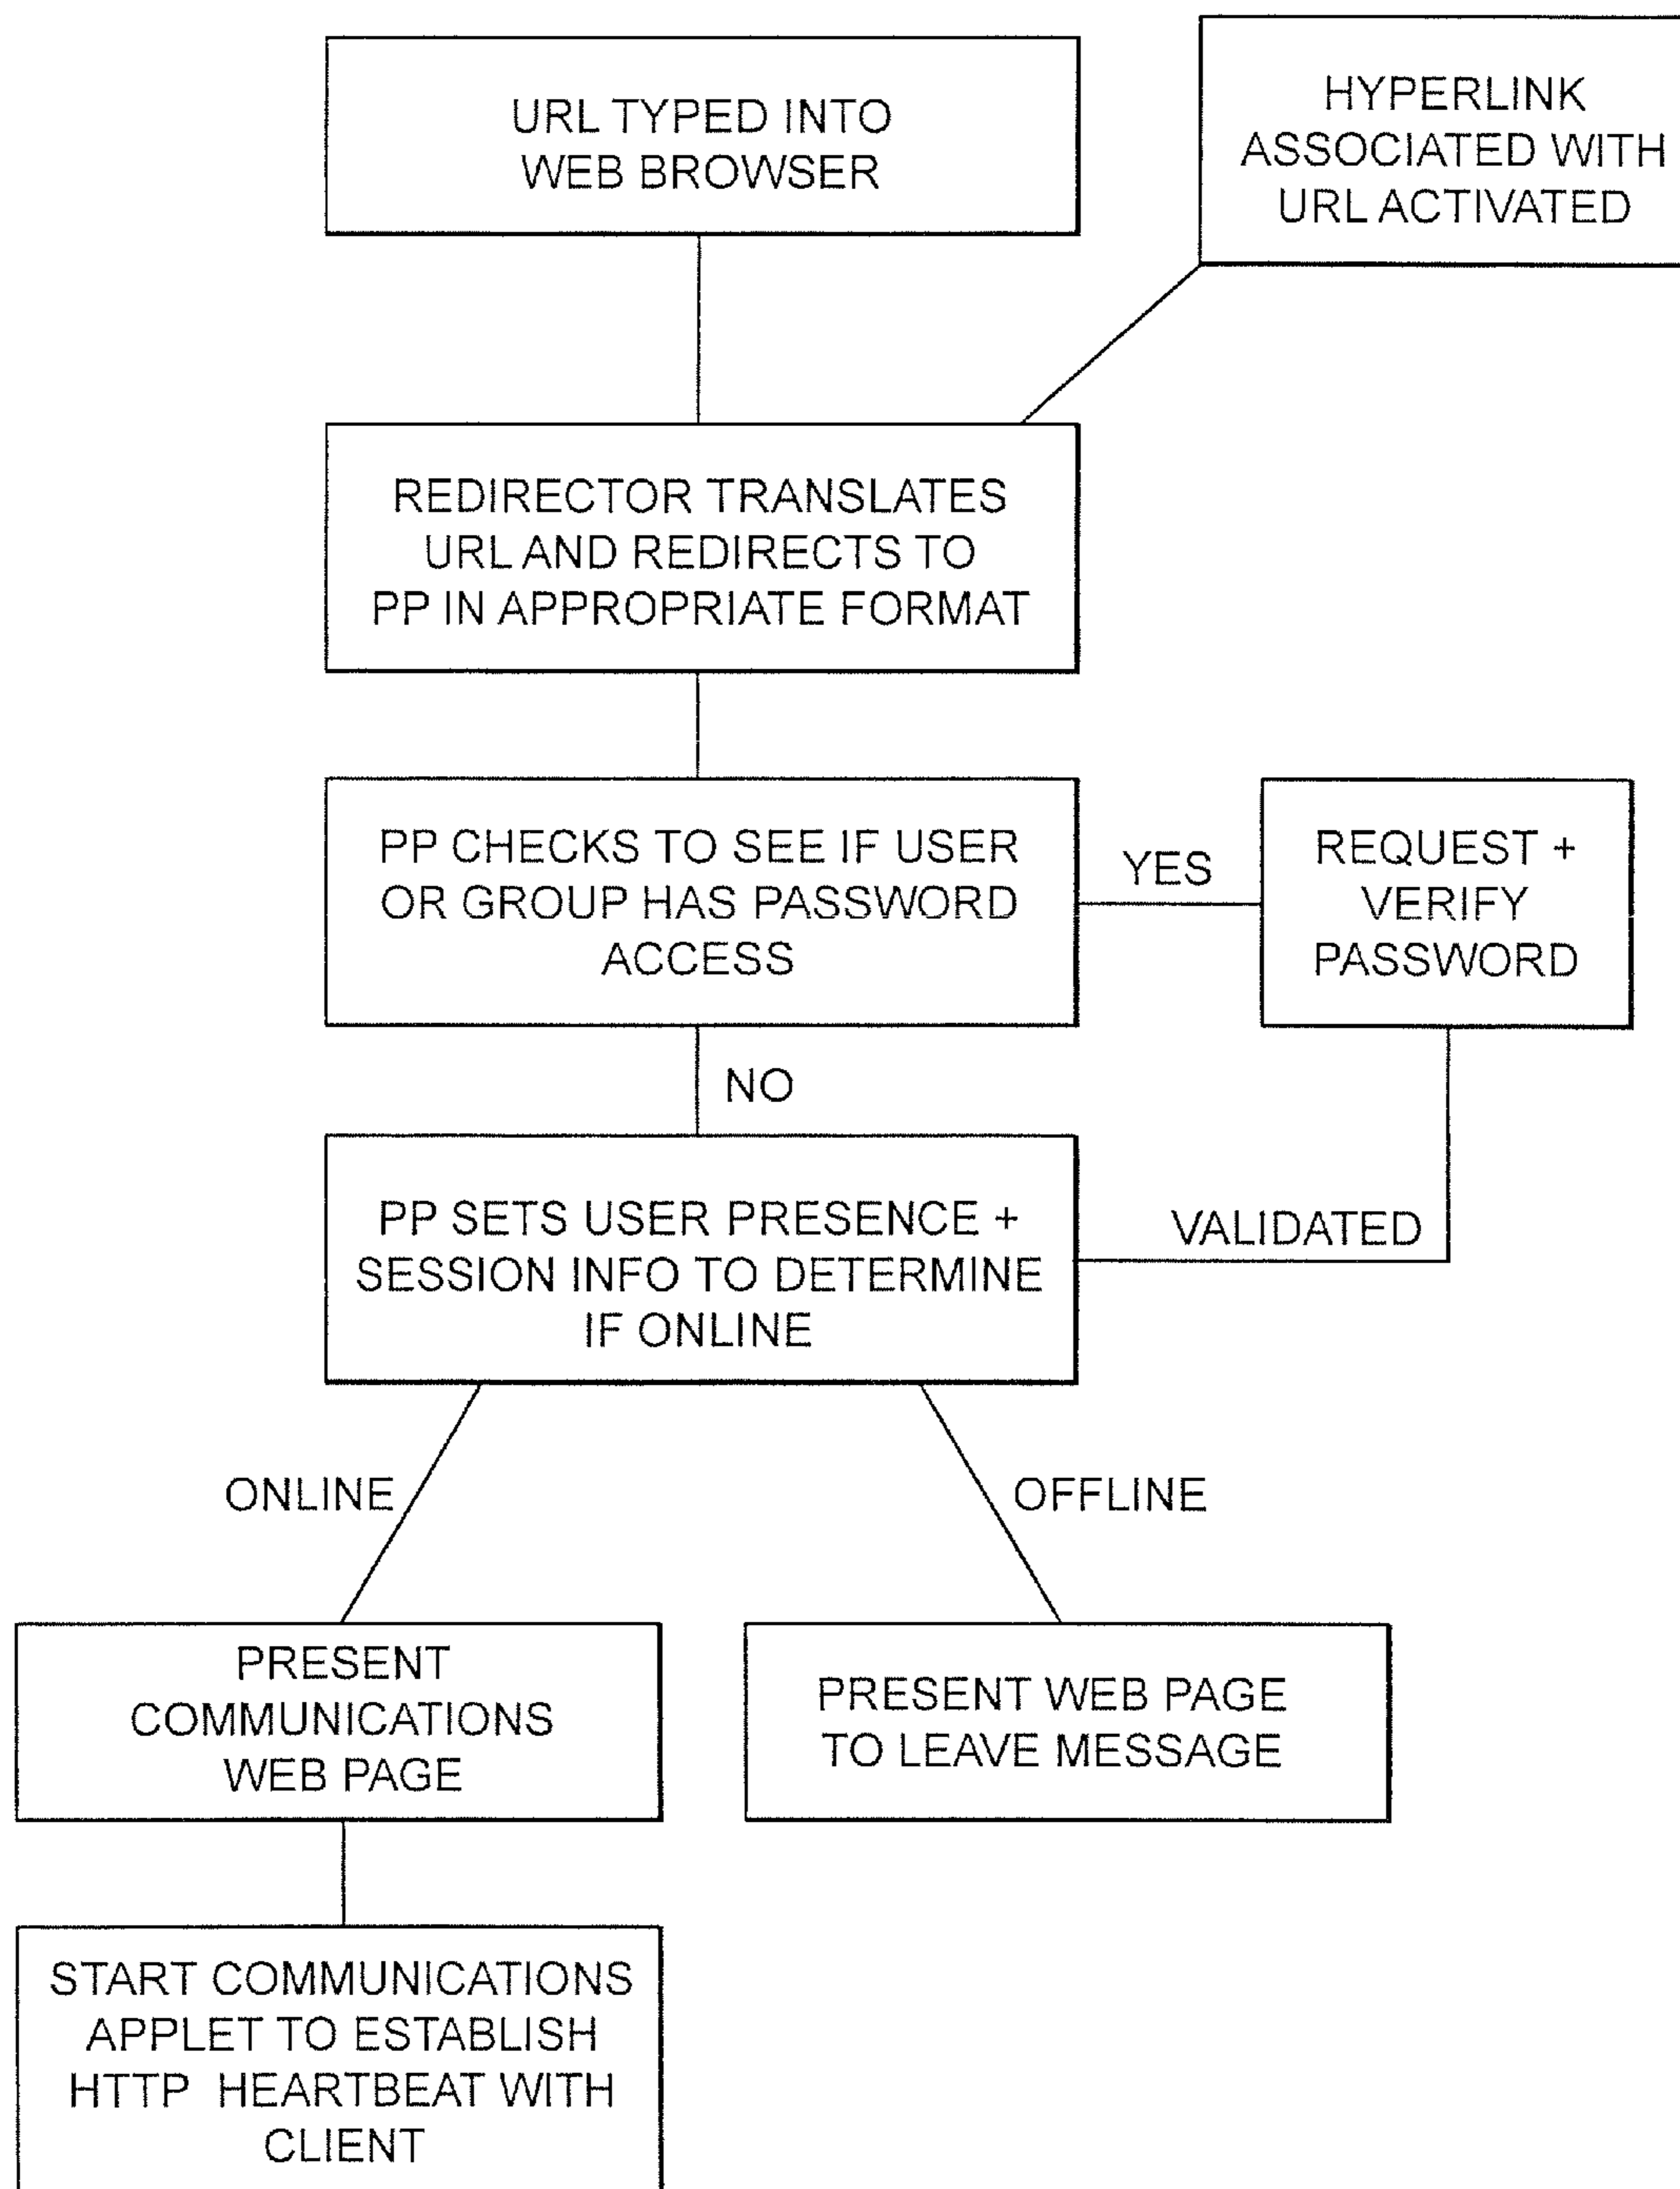 URL TYPED INTO
WEB BROWSER
HYPERLINK
ASSOCIATED WITH
URL ACTIVATED
REDIRECTOR TRANSLATES
URL AND REDIRECTS TO
PP IN APPROPRIATE FORMAT
PP CHECKS TO SEE IF USER
OR GROUP HAS PASSWORD
ACCESS
YES
REQUEST +
VERIFY
PASSWORD
NO
PP SETS USER PRESENCE +
SESSION INFO TO DETERMINE
IF ONLINE
VALIDATED
ONLINE
OFFLINE
PRESENT
COMMUNICATIONS
WEB PAGE
PRESENT WEB PAGE
TO LEAVE MESSAGE
START COMMUNICATIONS
APPLET TO ESTABLISH
HTTP HEARTBEAT WITH
CLIENT